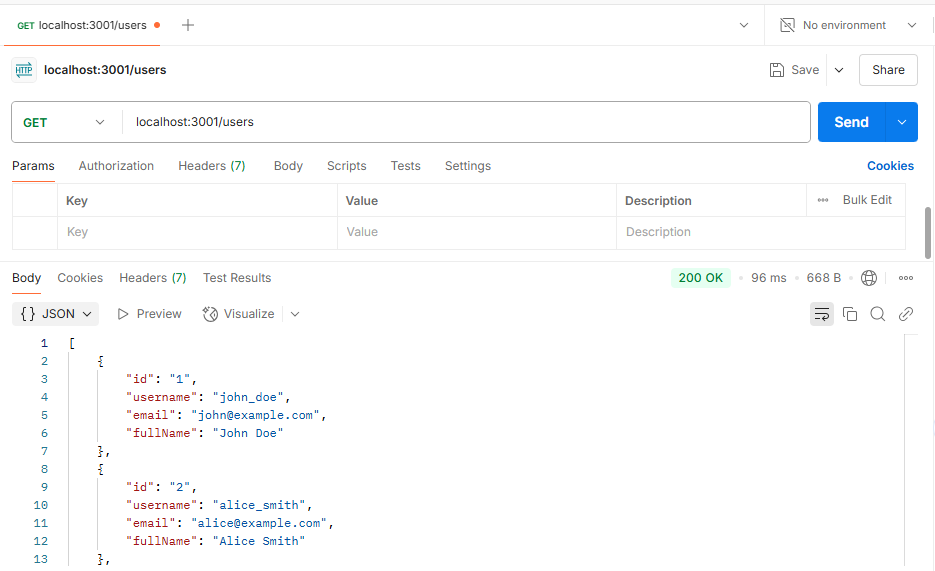 GET localhost:3001/users
No environment
HTTP localhost:3001/users
Save
Share
GET
localhost:3001/users
Send
Params Authorization Headers (7) Body Scripts Tests Settings Cookies
Key Value Description Bulk Edit
Key Value Description
Body Cookies Headers (7) Test Results 200 OK 96 ms 668 B
{} JSON Preview Visualize
1 [
2 {
3 "id": "1",
4 "username": "john_doe",
5 "email": "john@example.com",
6 "fullName": "John Doe"
7 },
8 {
9 "id": "2",
10 "username": "alice_smith",
11 "email": "alice@example.com",
12 "fullName": "Alice Smith"
13 },